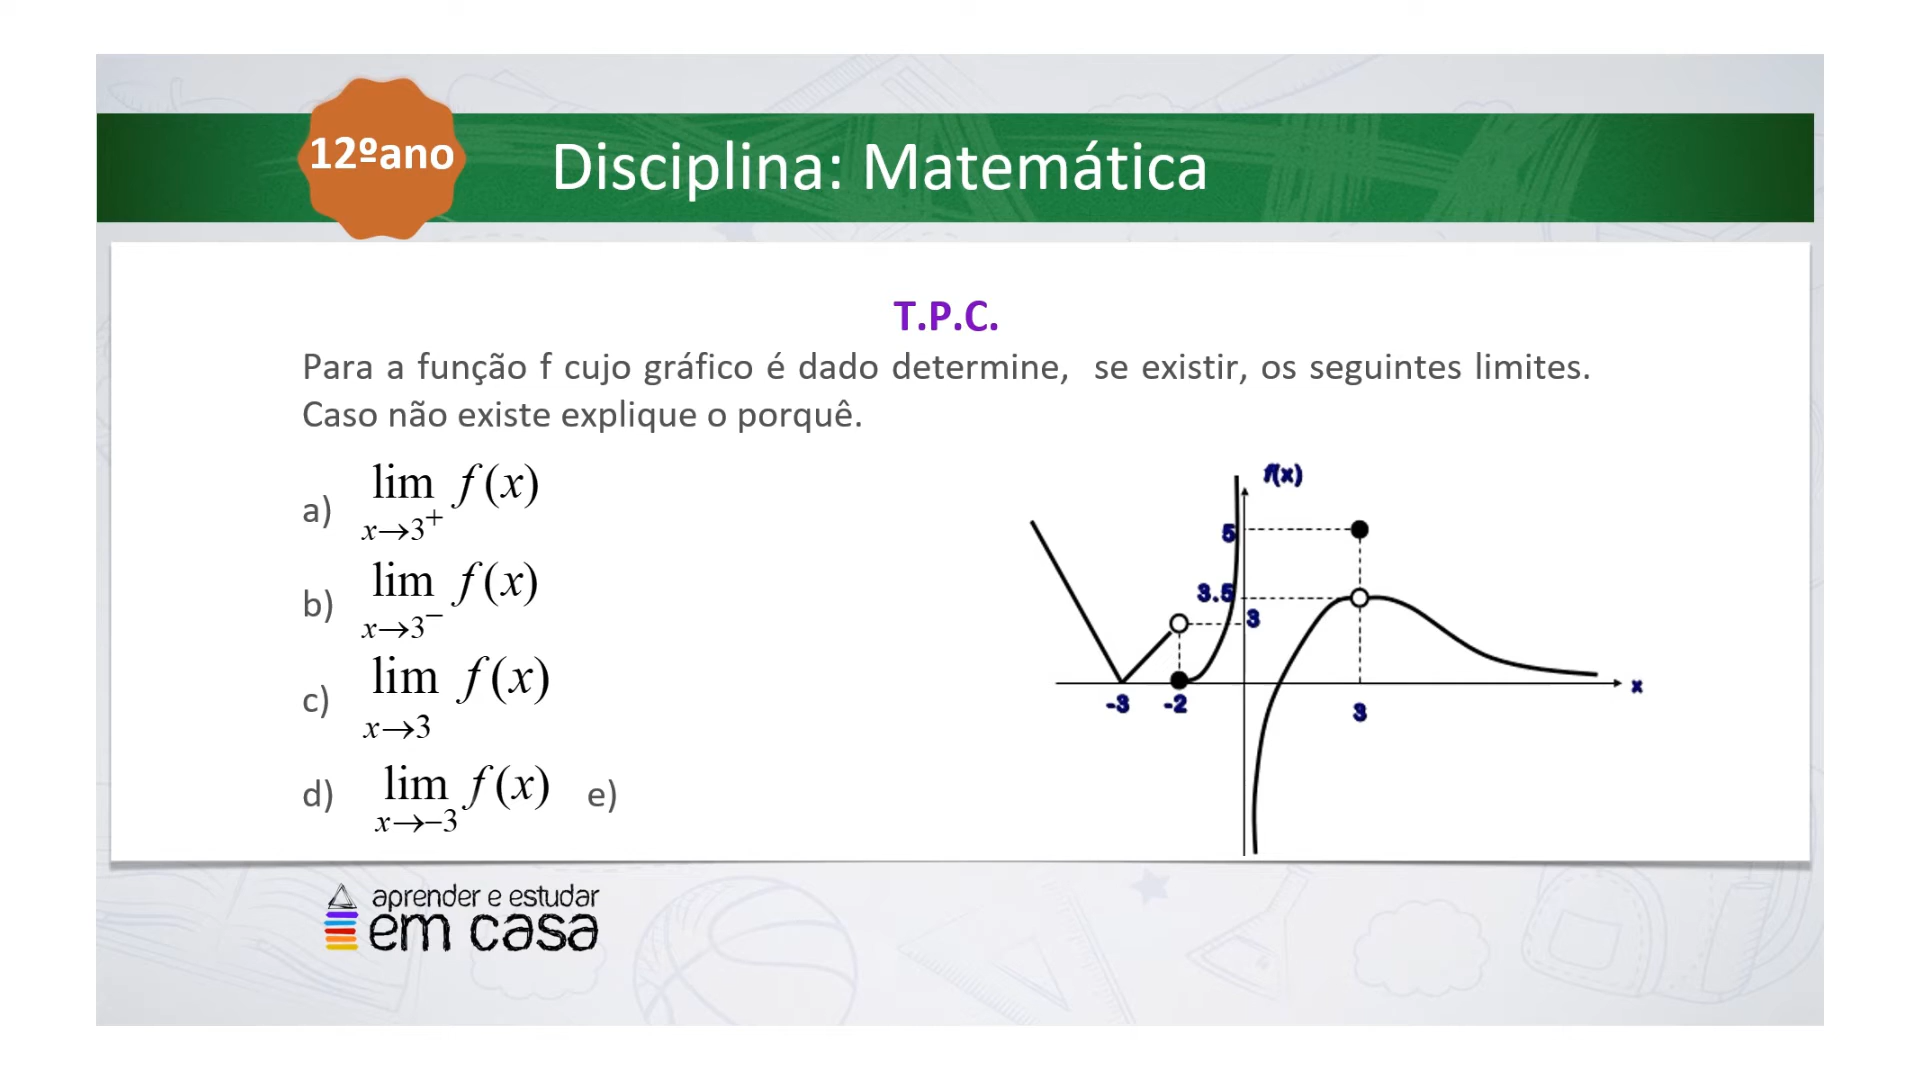 12ºano
Disciplina: Matemática
T.P.C.
Para a função f cujo gráfico é dado determine, se existir, os seguintes limites.
Caso não existe explique o porquê.
a) lim f(x)
x→3⁺
b) lim f(x)
x→3⁻
c) lim f(x)
x→3
d) lim f(x) e)
x→-3
f(x)
5
3.5
3
-3
-2
3
x
aprender e estudar
em casa